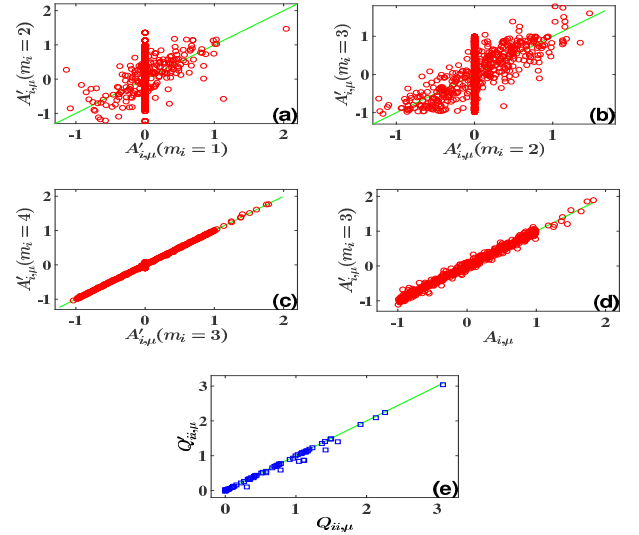 2
1
0
-1
A'i,μ(mi = 2)
-1
0
1
2
A'i,μ(mi = 1)
(a)
1
0
-1
A'i,μ(mi = 3)
-1
0
1
A'i,μ(mi = 2)
(b)
2
1
0
-1
A'i,μ(mi = 4)
-1
0
1
2
A'i,μ(mi = 3)
(c)
2
1
0
-1
A'i,μ(mi = 3)
-1
0
1
2
Ai,μ
(d)
3
2
1
0
Q'ii,μ
0
1
2
3
Qii,μ
(e)